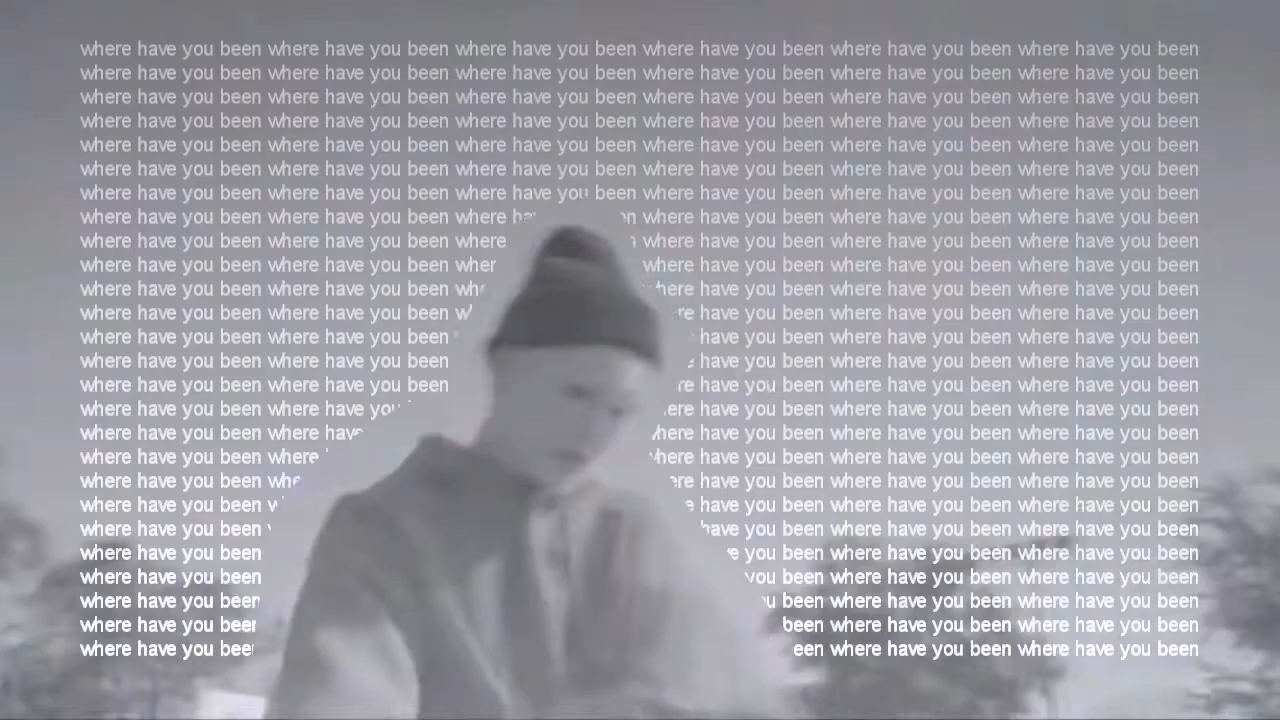 where have you been where have you been where have you been where have you been where have you been where have you been
where have you been where have you been where have you been where have you been where have you been where have you been
where have you been where have you been where have you been where have you been where have you been where have you been
where have you been where have you been where have you been where have you been where have you been where have you been
where have you been where have you been where have you been where have you been where have you been where have you been
where have you been where have you been where have you been where have you been where have you been where have you been
where have you been where have you been where have you been where have you been where have you been where have you been
where have you been where have you been where ha en where have you been where have you been where have you been
where have you been where have you been where where have you been where have you been where have you been
where have you been where have you been wher where have you been where have you been where have you been
where have you been where have you been whe here have you been where have you been where have you been
where have you been where have you been w here have you been where have you been where have you been
where have you been where have you been have you been where have you been where have you been
where have you been where have you been e have you been where have you been where have you been
where have you been where have you been re have you been where have you been where have you been
where have you been where have you ere have you been where have you been where have you been
where have you been where have here have you been where have you been where have you been
where have you been where where have you been where have you been where have you been
where have you been whe ere have you been where have you been where have you been
where have you been w have you been where have you been where have you been
where have you been have you been where have you been where have you been
where have you been e you been where have you been where have you been
where have you been you been where have you been where have you been
where have you been u been where have you been where have you been
where have you been been where have you been where have you been
where have you bee een where have you been where have you been